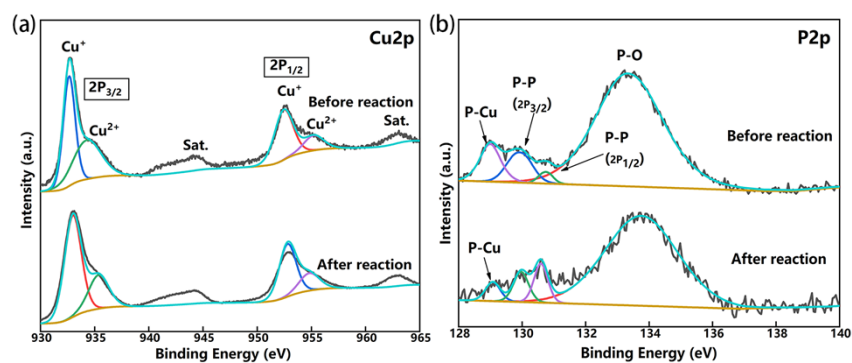 (a)
Cu2p
Cu⁺
2P₃/₂
Cu²⁺
Sat.
2P₁/₂
Cu⁺
Before reaction
Cu²⁺
Sat.
After reaction
Intensity (a.u.)
930 935 940 945 950 955 960 965
Binding Energy (eV)
(b)
P2p
P-O
P-P
(2P₃/₂)
P-Cu
P-P
(2P₁/₂)
Before reaction
P-Cu
After reaction
Intensity (a.u.)
128 130 132 134 136 138 140
Binding Energy (eV)